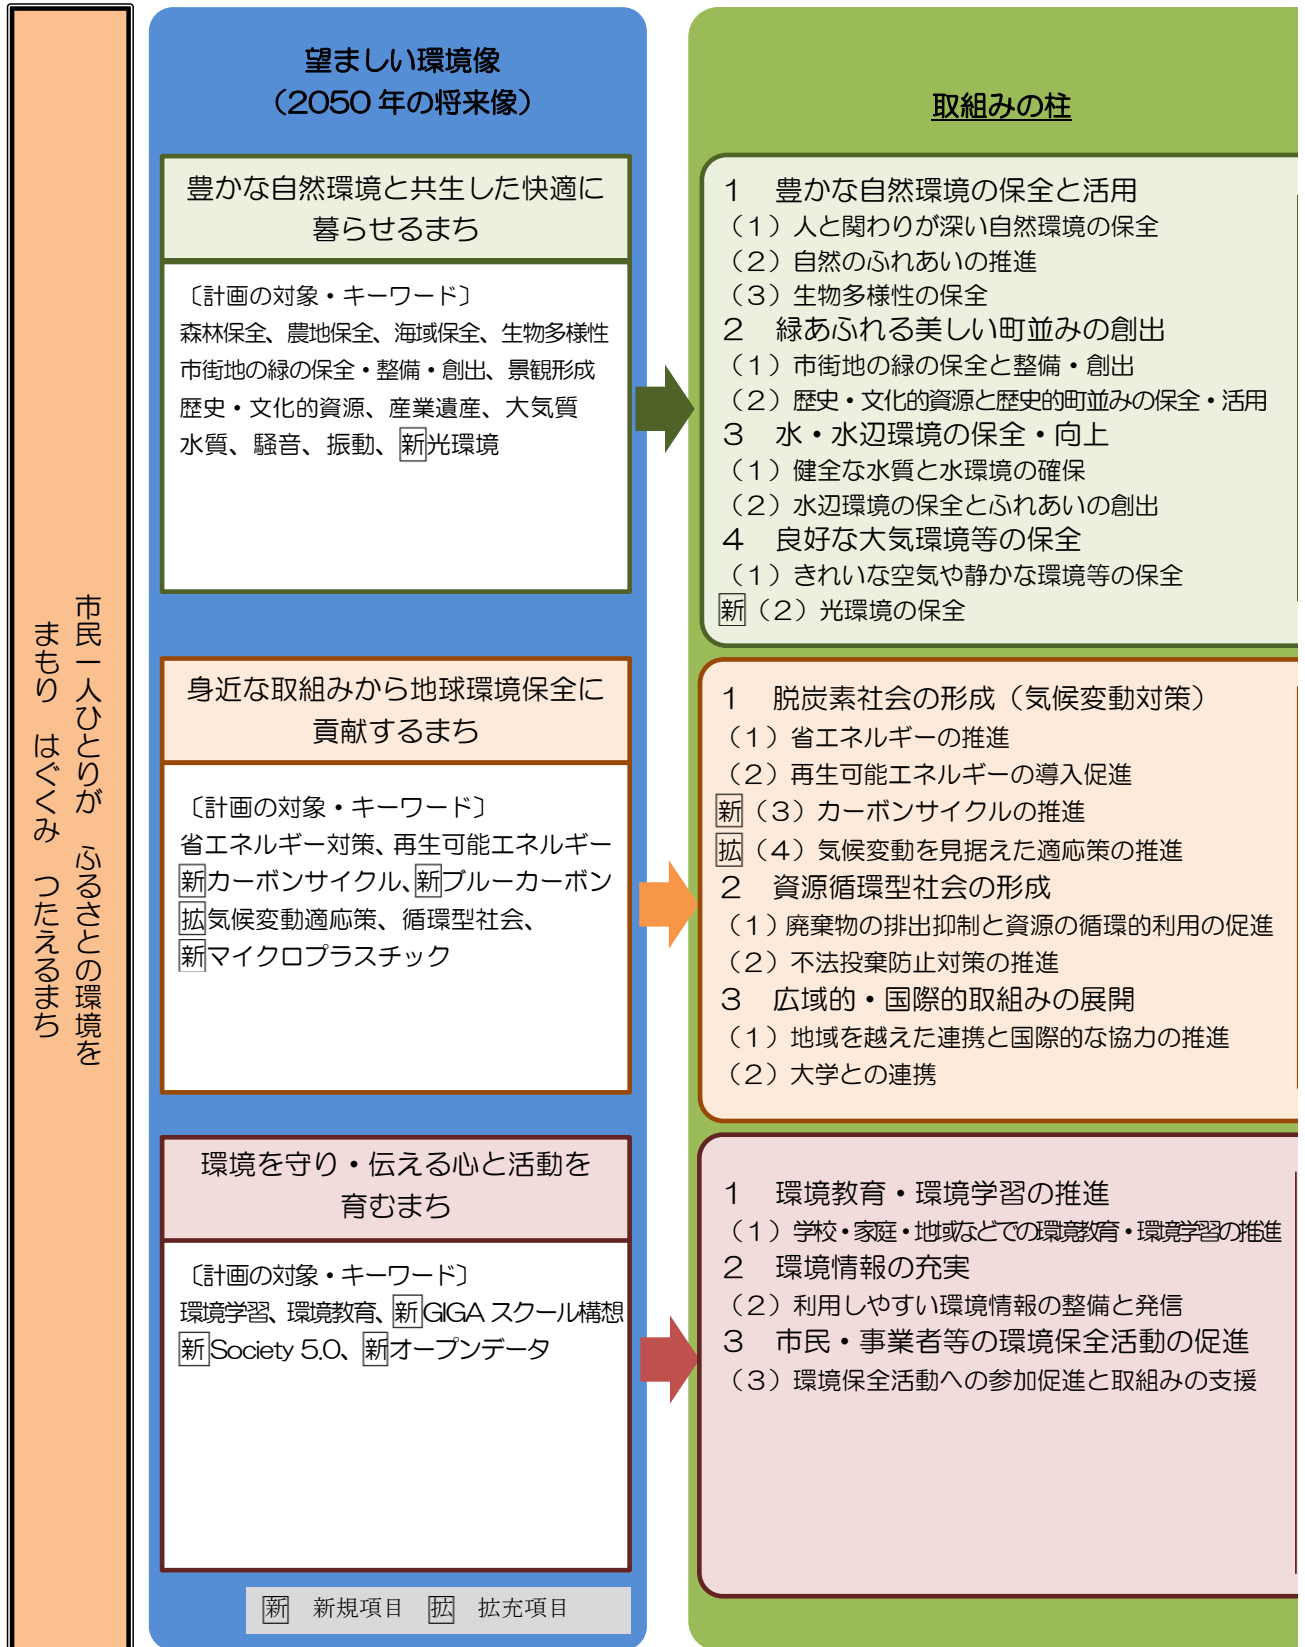 市民一人ひとりが　ふるさとの環境を
まもり　はぐくみ　つたえるまち
望ましい環境像
（2050年の将来像）
豊かな自然環境と共生した快適に
暮らせるまち
〔計画の対象・キーワード〕
森林保全、農地保全、海域保全、生物多様性
市街地の緑の保全・整備・創出、景観形成
歴史・文化的資源、産業遺産、大気質
水質、騒音、振動、新光環境
身近な取組みから地球環境保全に
貢献するまち
〔計画の対象・キーワード〕
省エネルギー対策、再生可能エネルギー
新カーボンサイクル、新ブルーカーボン
拡気候変動適応策、循環型社会、
新マイクロプラスチック
環境を守り・伝える心と活動を
育むまち
〔計画の対象・キーワード〕
環境学習、環境教育、新GIGAスクール構想
新Society 5.0、新オープンデータ
新　新規項目　拡　拡充項目
取組みの柱
1　豊かな自然環境の保全と活用
（1）人と関わりが深い自然環境の保全
（2）自然のふれあいの推進
（3）生物多様性の保全
2　緑あふれる美しい町並みの創出
（1）市街地の緑の保全と整備・創出
（2）歴史・文化的資源と歴史的町並みの保全・活用
3　水・水辺環境の保全・向上
（1）健全な水質と水環境の確保
（2）水辺環境の保全とふれあいの創出
4　良好な大気環境等の保全
（1）きれいな空気や静かな環境等の保全
新（2）光環境の保全
1　脱炭素社会の形成（気候変動対策）
（1）省エネルギーの推進
（2）再生可能エネルギーの導入促進
新（3）カーボンサイクルの推進
拡（4）気候変動を見据えた適応策の推進
2　資源循環型社会の形成
（1）廃棄物の排出抑制と資源の循環的利用の促進
（2）不法投棄防止対策の推進
3　広域的・国際的取組みの展開
（1）地域を越えた連携と国際的な協力の推進
（2）大学との連携
1　環境教育・環境学習の推進
（1）学校・家庭・地域などでの環境教育・環境学習の推進
2　環境情報の充実
（2）利用しやすい環境情報の整備と発信
3　市民・事業者等の環境保全活動の促進
（3）環境保全活動への参加促進と取組みの支援